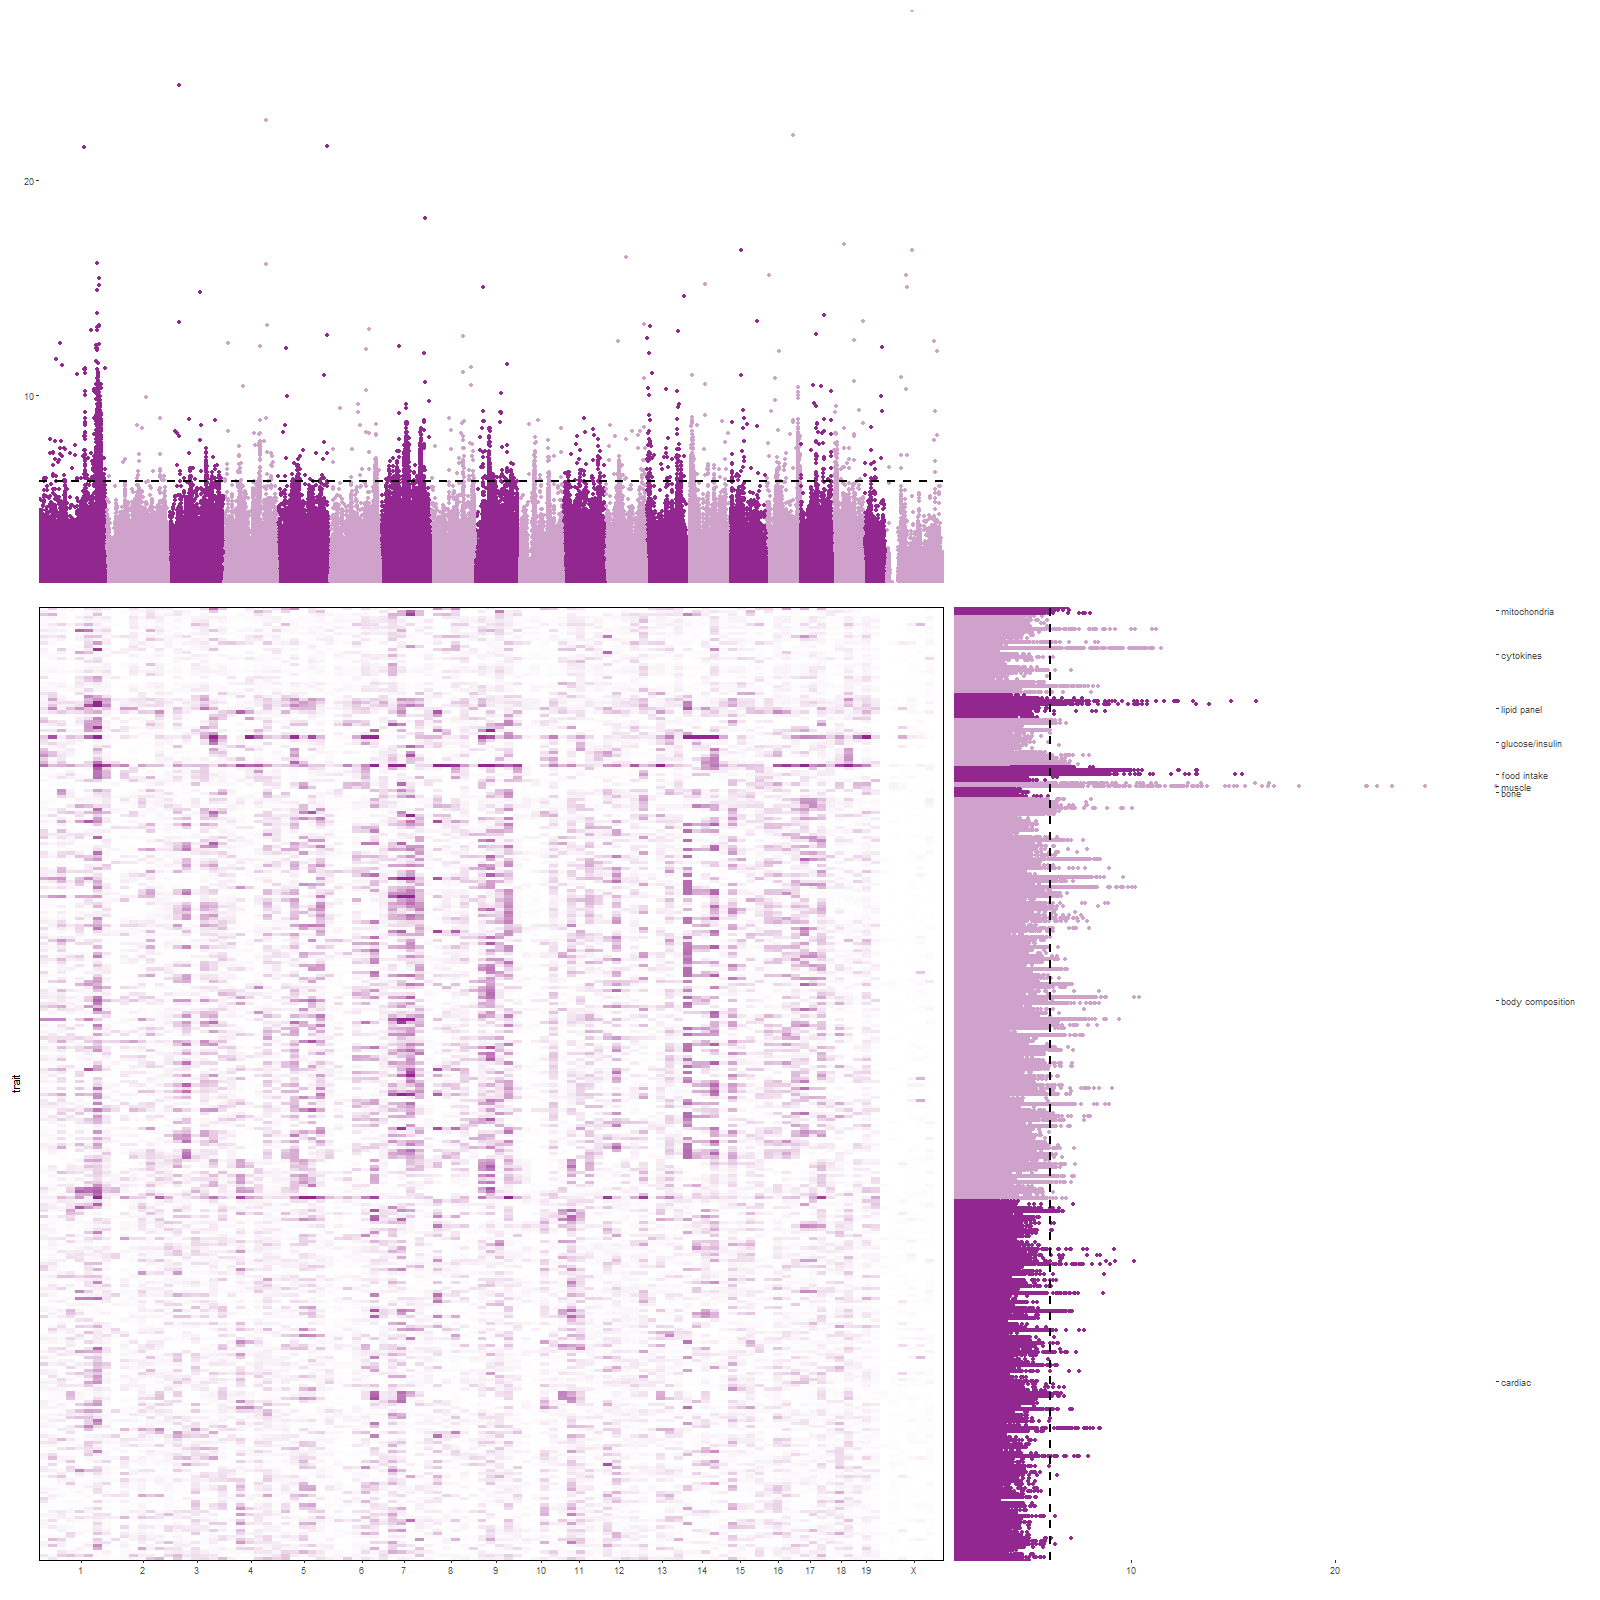 20
10
mitochondria
cytokines
lipid panel
glucose/insulin
food intake
muscle
bone
body composition
trait
cardiac
1 2 3 4 5 6 7 8 9 10 11 12 13 14 15 16 17 18 19 X
10 20